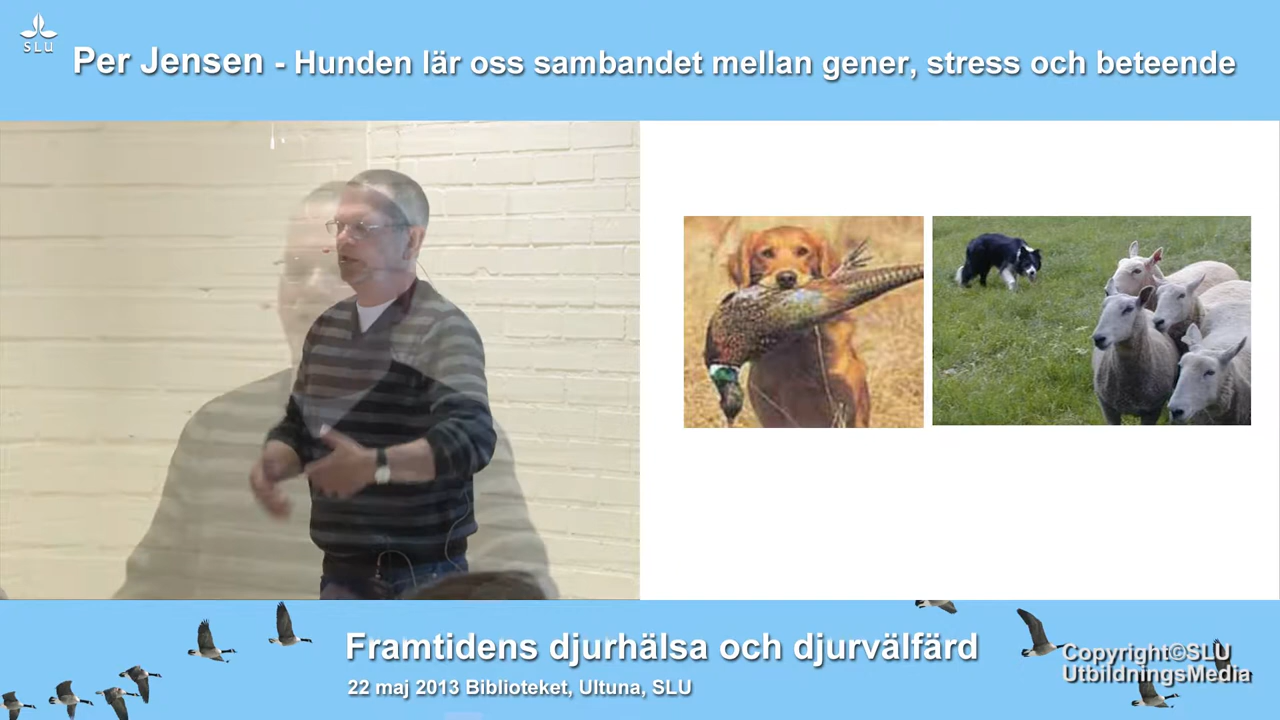 SLU
Per Jensen - Hunden lär oss sambandet mellan gener, stress och beteende
Framtidens djurhälsa och djurvälfärd
22 maj 2013 Biblioteket, Ultuna, SLU
Copyright©SLU
UtbildningsMedia